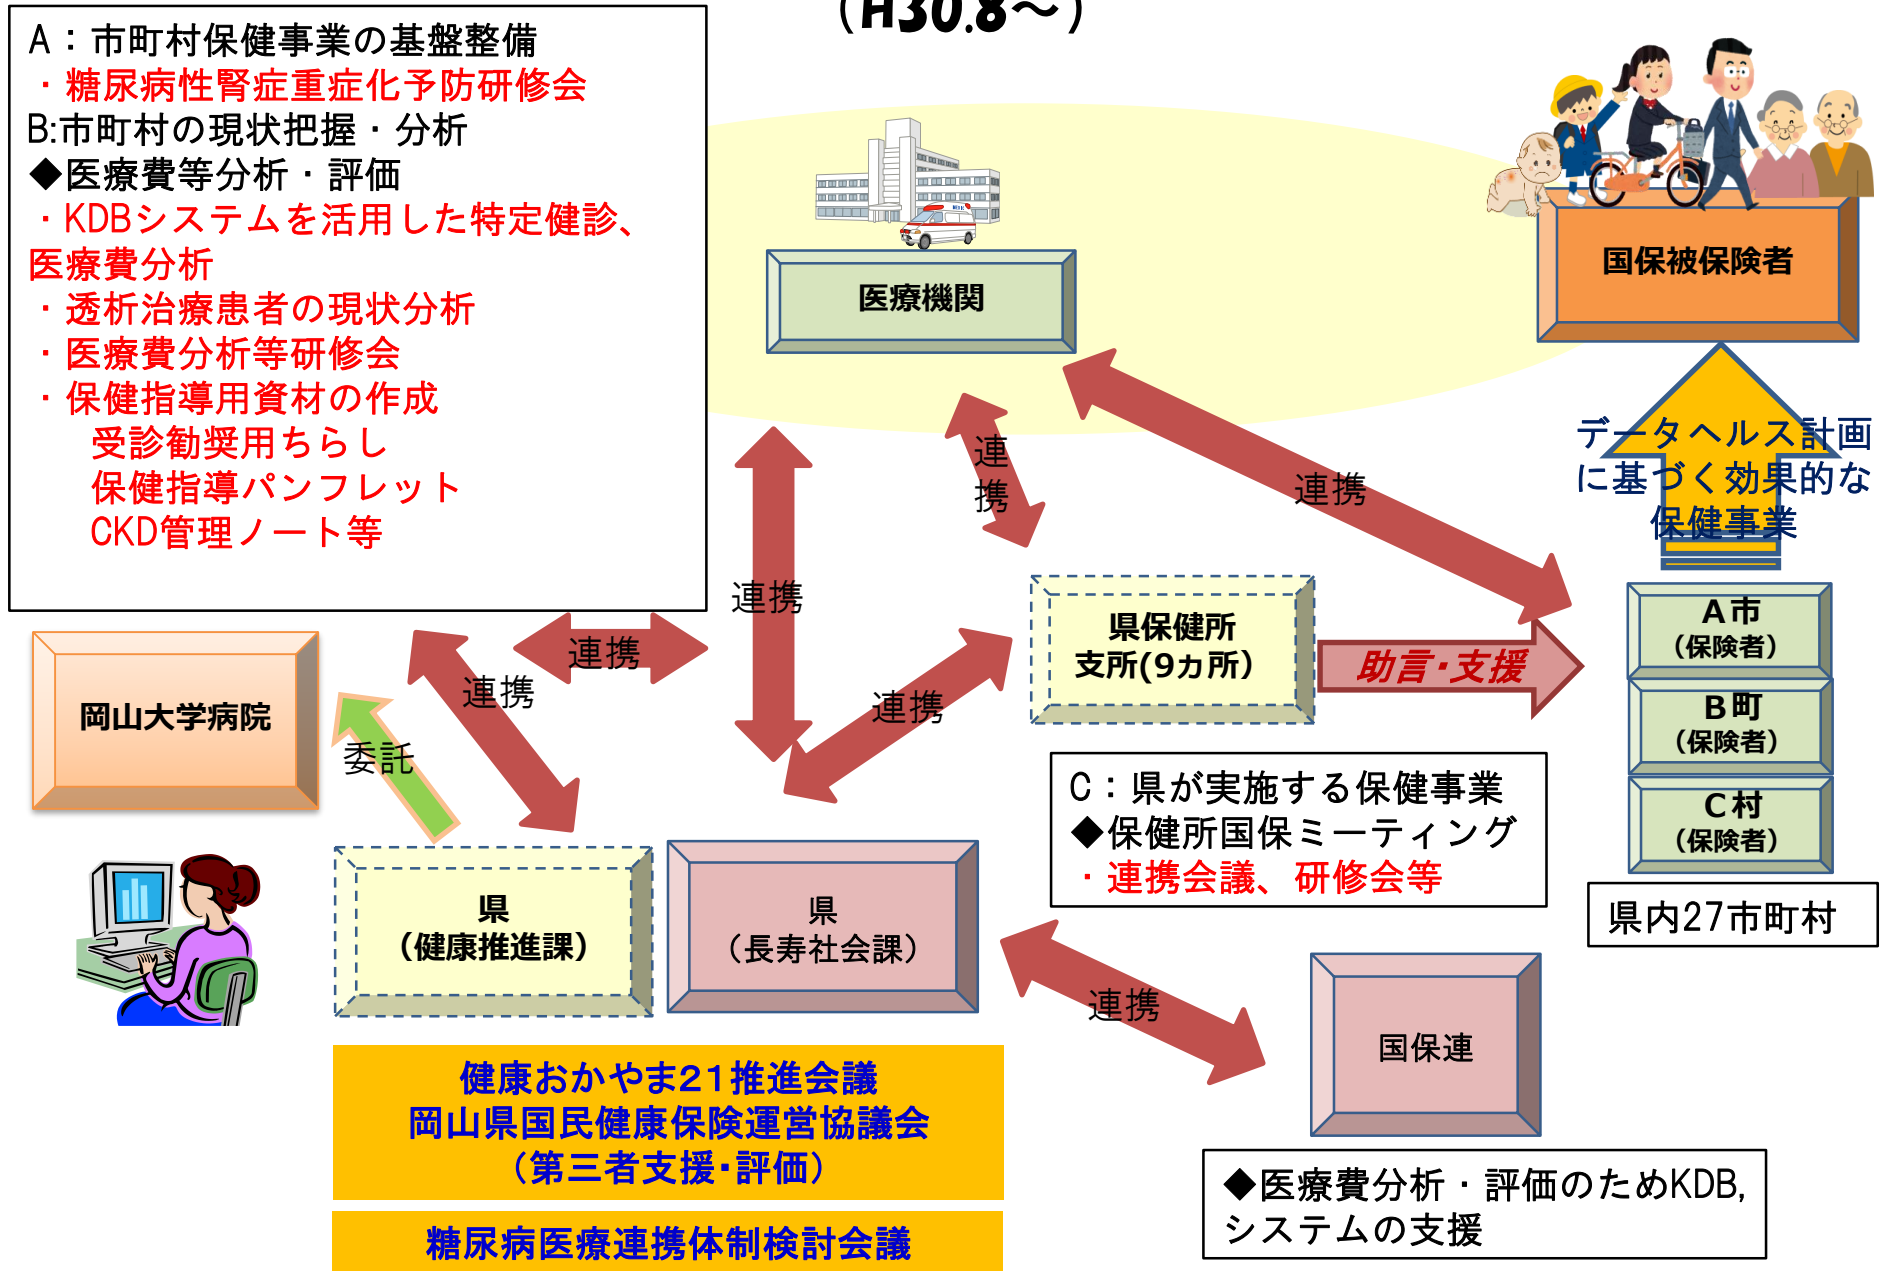 （H30.8～）
A：市町村保健事業の基盤整備
・糖尿病性腎症重症化予防研修会
B:市町村の現状把握・分析
◆医療費等分析・評価
・KDBシステムを活用した特定健診、
医療費分析
・透析治療患者の現状分析
・医療費分析等研修会
・保健指導用資材の作成
受診勧奨用ちらし
保健指導パンフレット
CKD管理ノート等
医療機関
国保被保険者
データヘルス計画
に基づく効果的な
保健事業
連
携
連携
連携
連携
連携
連携
県保健所
支所(9ヵ所）
助言・支援
A市
（保険者）
B町
（保険者）
C村
（保険者）
県内27市町村
岡山大学病院
委託
C：県が実施する保健事業
◆保健所国保ミーティング
・連携会議、研修会等
県
（健康推進課）
県
（長寿社会課）
連携
国保連
健康おかやま21推進会議
岡山県国民健康保険運営協議会
（第三者支援・評価）
糖尿病医療連携体制検討会議
◆医療費分析・評価のためKDB,
システムの支援